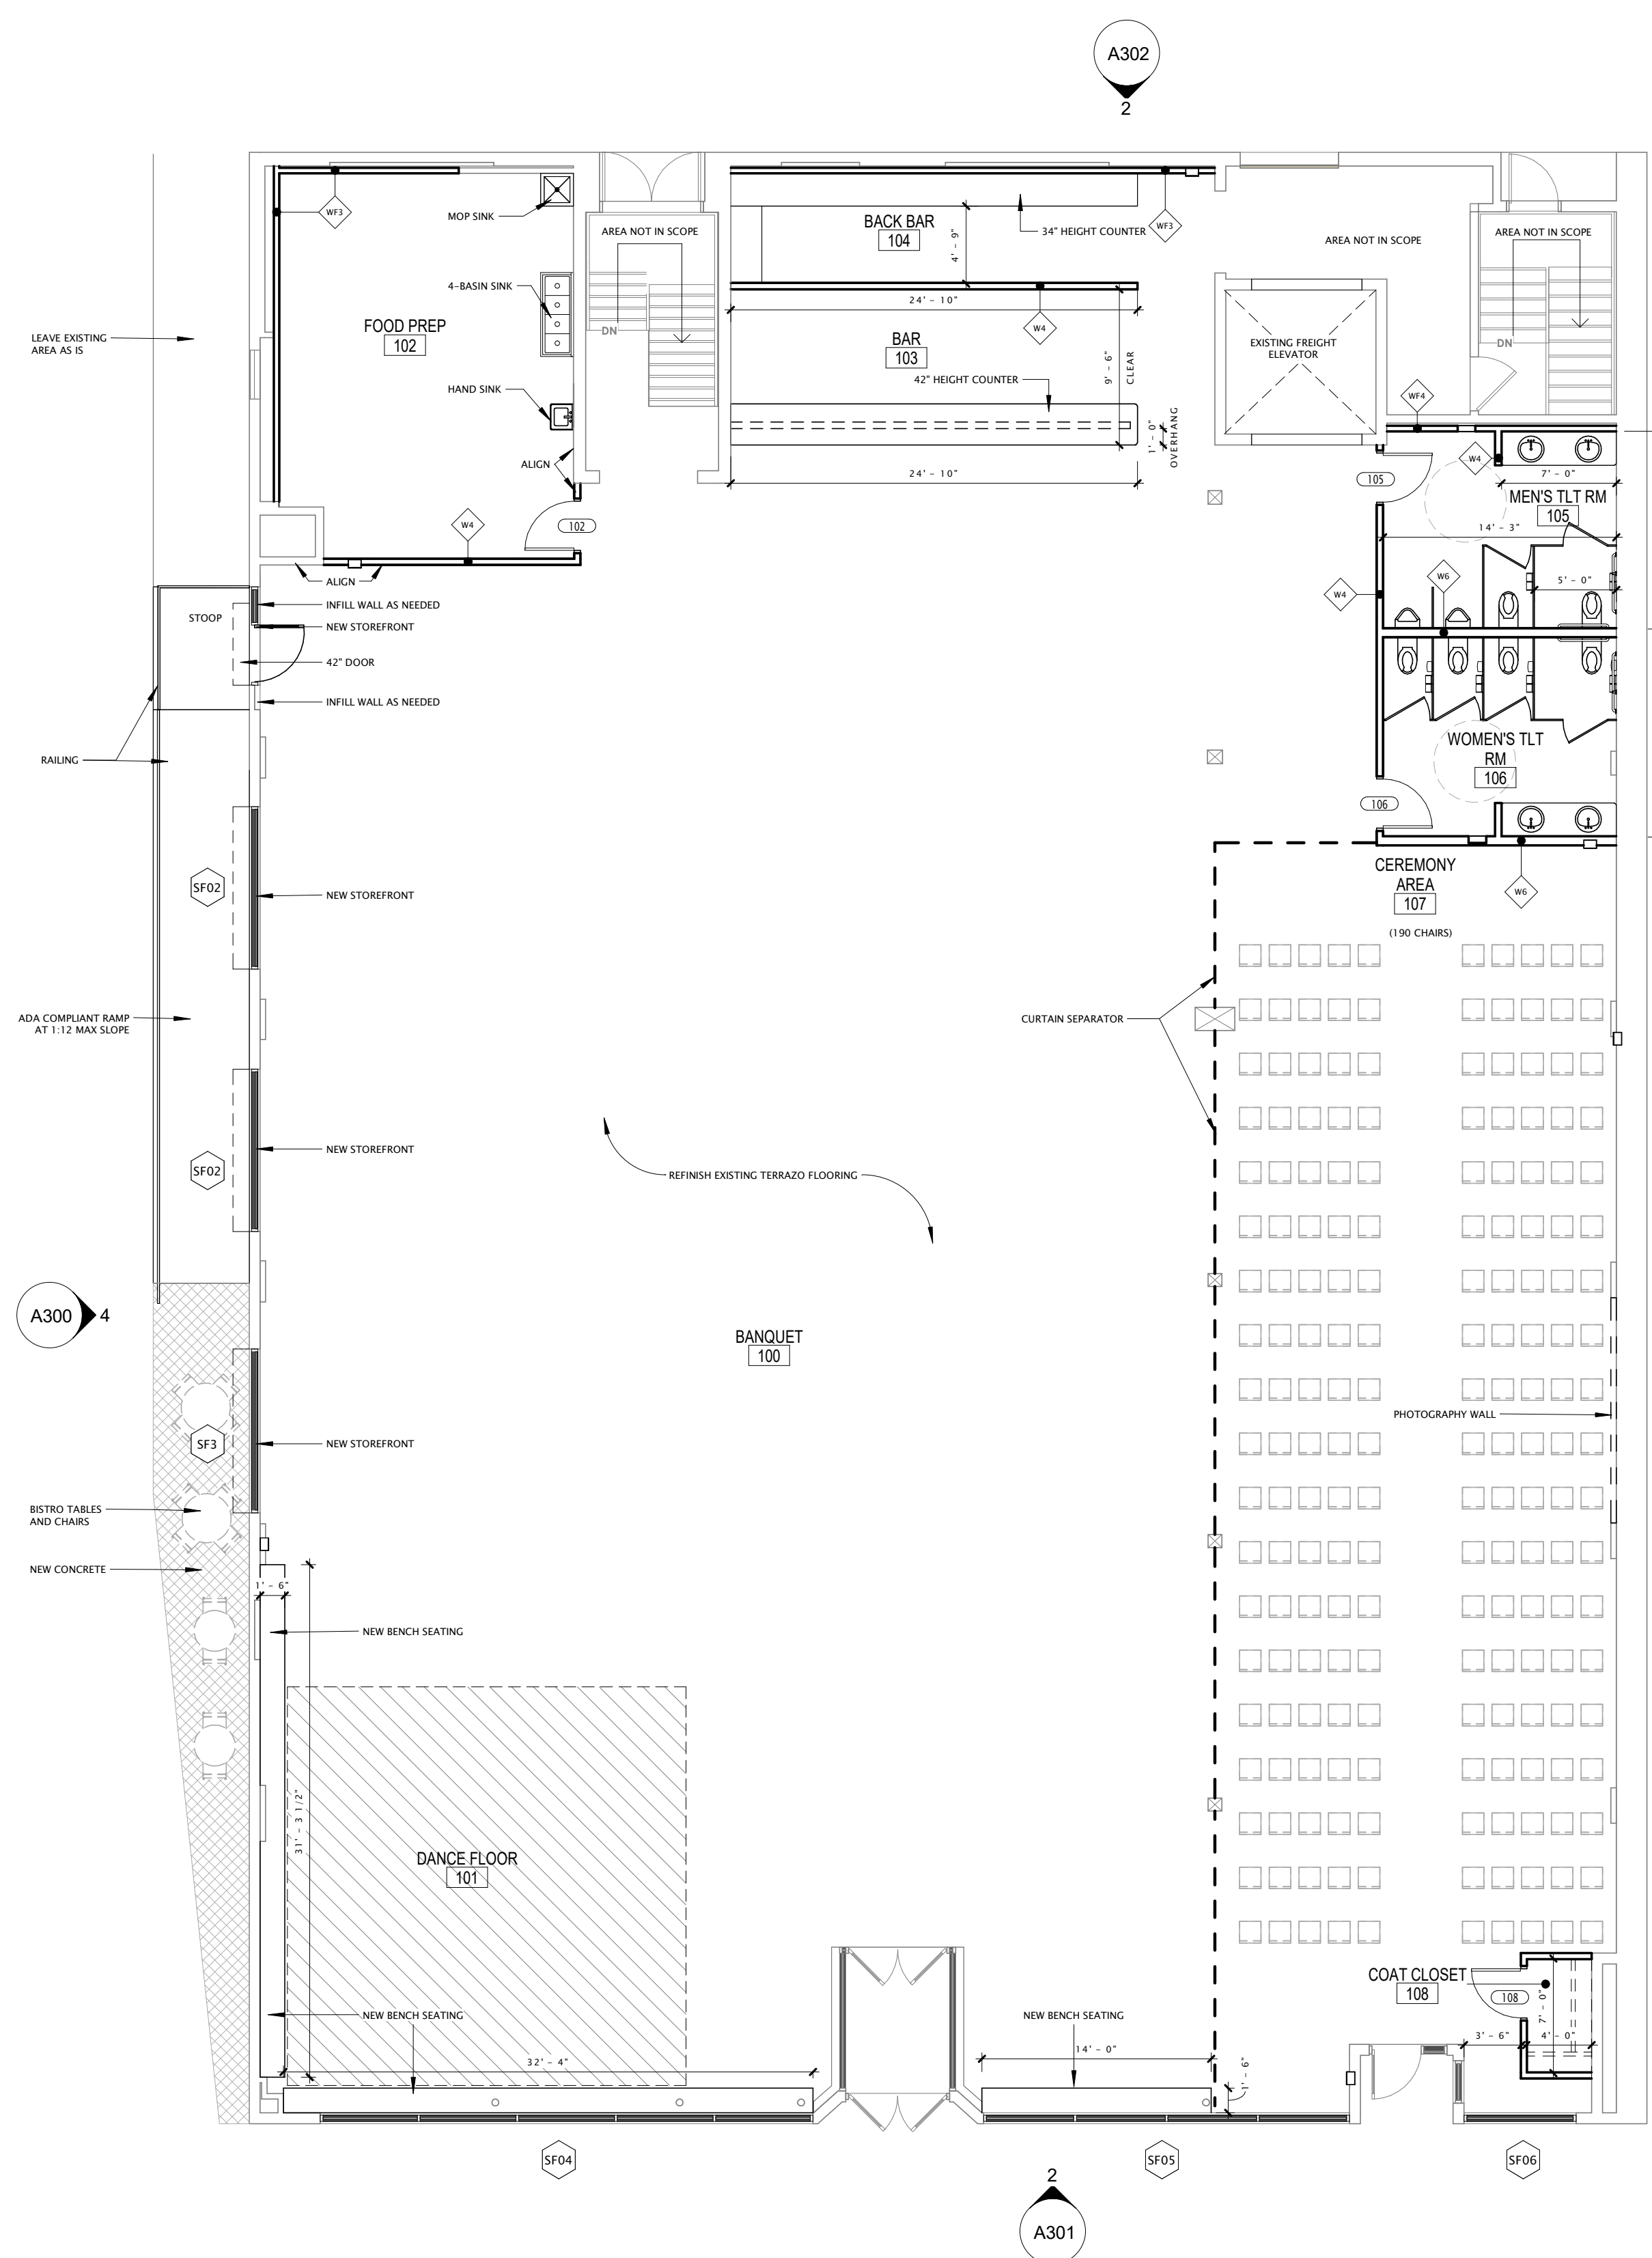 A302
2
WF3
MOP SINK
AREA NOT IN SCOPE
BACK BAR
104
4' - 9"
34" HEIGHT COUNTER
WF3
AREA NOT IN SCOPE
AREA NOT IN SCOPE
4-BASIN SINK
24' - 10"
W4
DN
DN
LEAVE EXISTING
AREA AS IS
FOOD PREP
102
BAR
103
9' - 6"
CLEAR
EXISTING FREIGHT
ELEVATOR
HAND SINK
42" HEIGHT COUNTER
WF4
1' - 0"
OVERHANG
ALIGN
W4
24' - 10"
7' - 0"
105
MEN'S TLT RM
105
W4
102
14' - 3"
ALIGN
W6
5' - 0"
W4
INFILL WALL AS NEEDED
STOOP
NEW STOREFRONT
42" DOOR
INFILL WALL AS NEEDED
RAILING
WOMEN'S TLT
RM
106
106
CEREMONY
AREA
107
W6
SF02
NEW STOREFRONT
(190 CHAIRS)
ADA COMPLIANT RAMP
AT 1:12 MAX SLOPE
CURTAIN SEPARATOR
NEW STOREFRONT
SF02
REFINISH EXISTING TERRAZO FLOORING
A300
4
BANQUET
100
PHOTOGRAPHY WALL
SF3
NEW STOREFRONT
BISTRO TABLES
AND CHAIRS
NEW CONCRETE
1' - 6"
NEW BENCH SEATING
31' - 3 1/2"
DANCE FLOOR
101
COAT CLOSET
108
108
7' - 0"
NEW BENCH SEATING
NEW BENCH SEATING
3' - 6"
4' - 0"
32' - 4"
14' - 0"
1' - 6"
SF04
SF05
SF06
2
A301